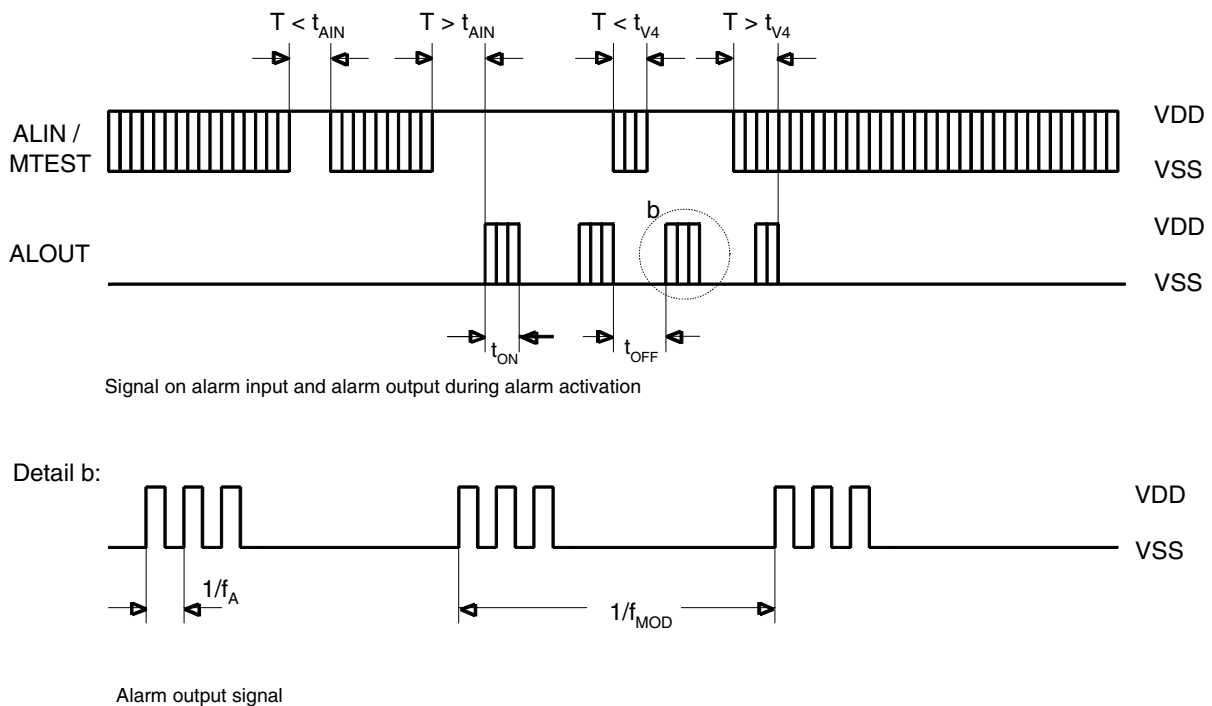 T < tAIN T > tAIN T < tV4 T > tV4
ALIN /
MTEST
VDD
VSS
b
ALOUT
VDD
VSS
tON tOFF
Signal on alarm input and alarm output during alarm activation
Detail b:
VDD
VSS
1/fA
1/fMOD
Alarm output signal